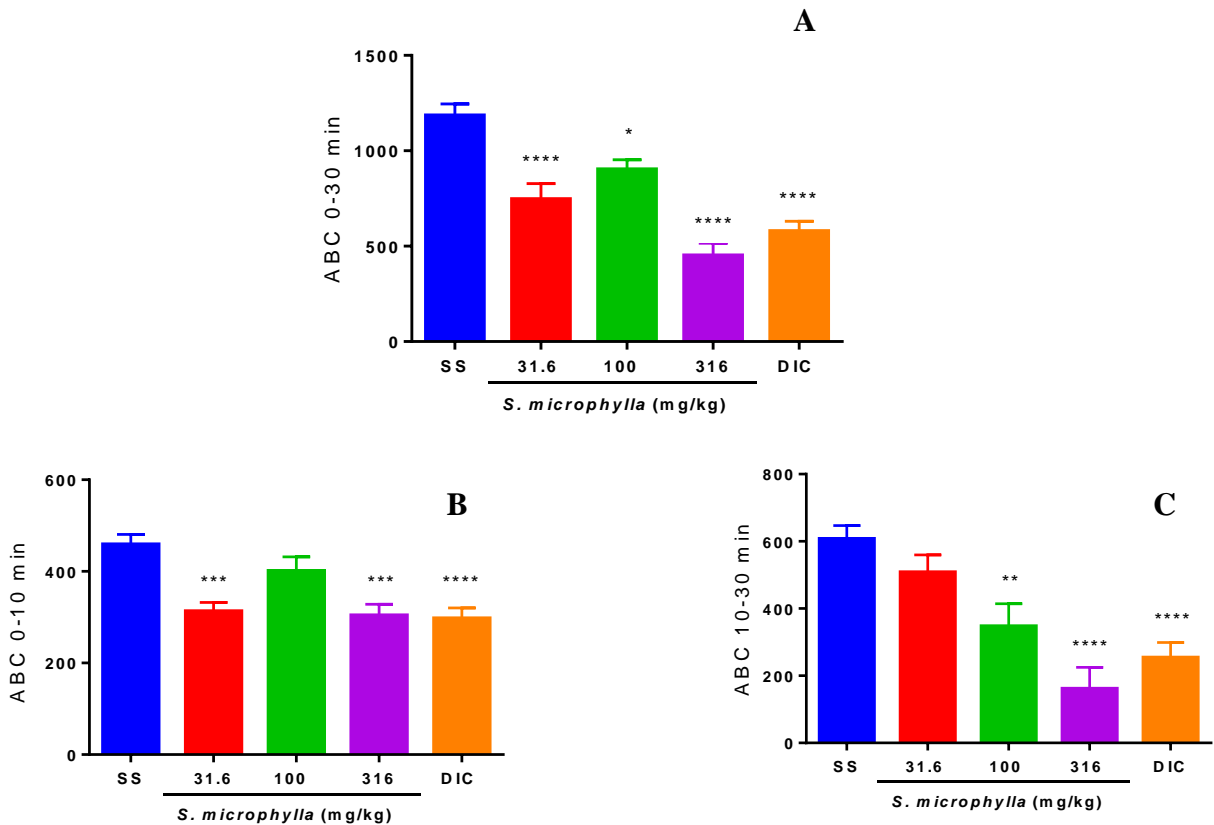 A
ABC 0-30 min
1500
1000
500
0
****
*
****
****
SS 31.6 100 316 DIC
S. microphylla (mg/kg)
B
ABC 0-10 min
600
400
200
0
***
***
****
SS 31.6 100 316 DIC
S. microphylla (mg/kg)
C
ABC 10-30 min
800
600
400
200
0
**
****
****
SS 31.6 100 316 DIC
S. microphylla (mg/kg)